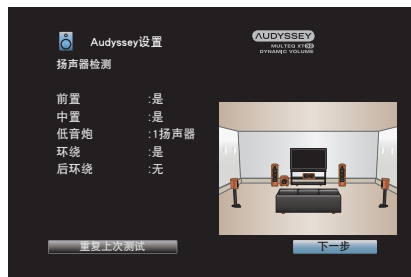 Audyssey设置
AUDYSSEY
MULTEQ XT32
DYNAMIC VOLUME
扬声器检测
前置 :是
中置 :是
低音炮 :1扬声器
环绕 :是
后环绕 :无
重复上次测试
下一步